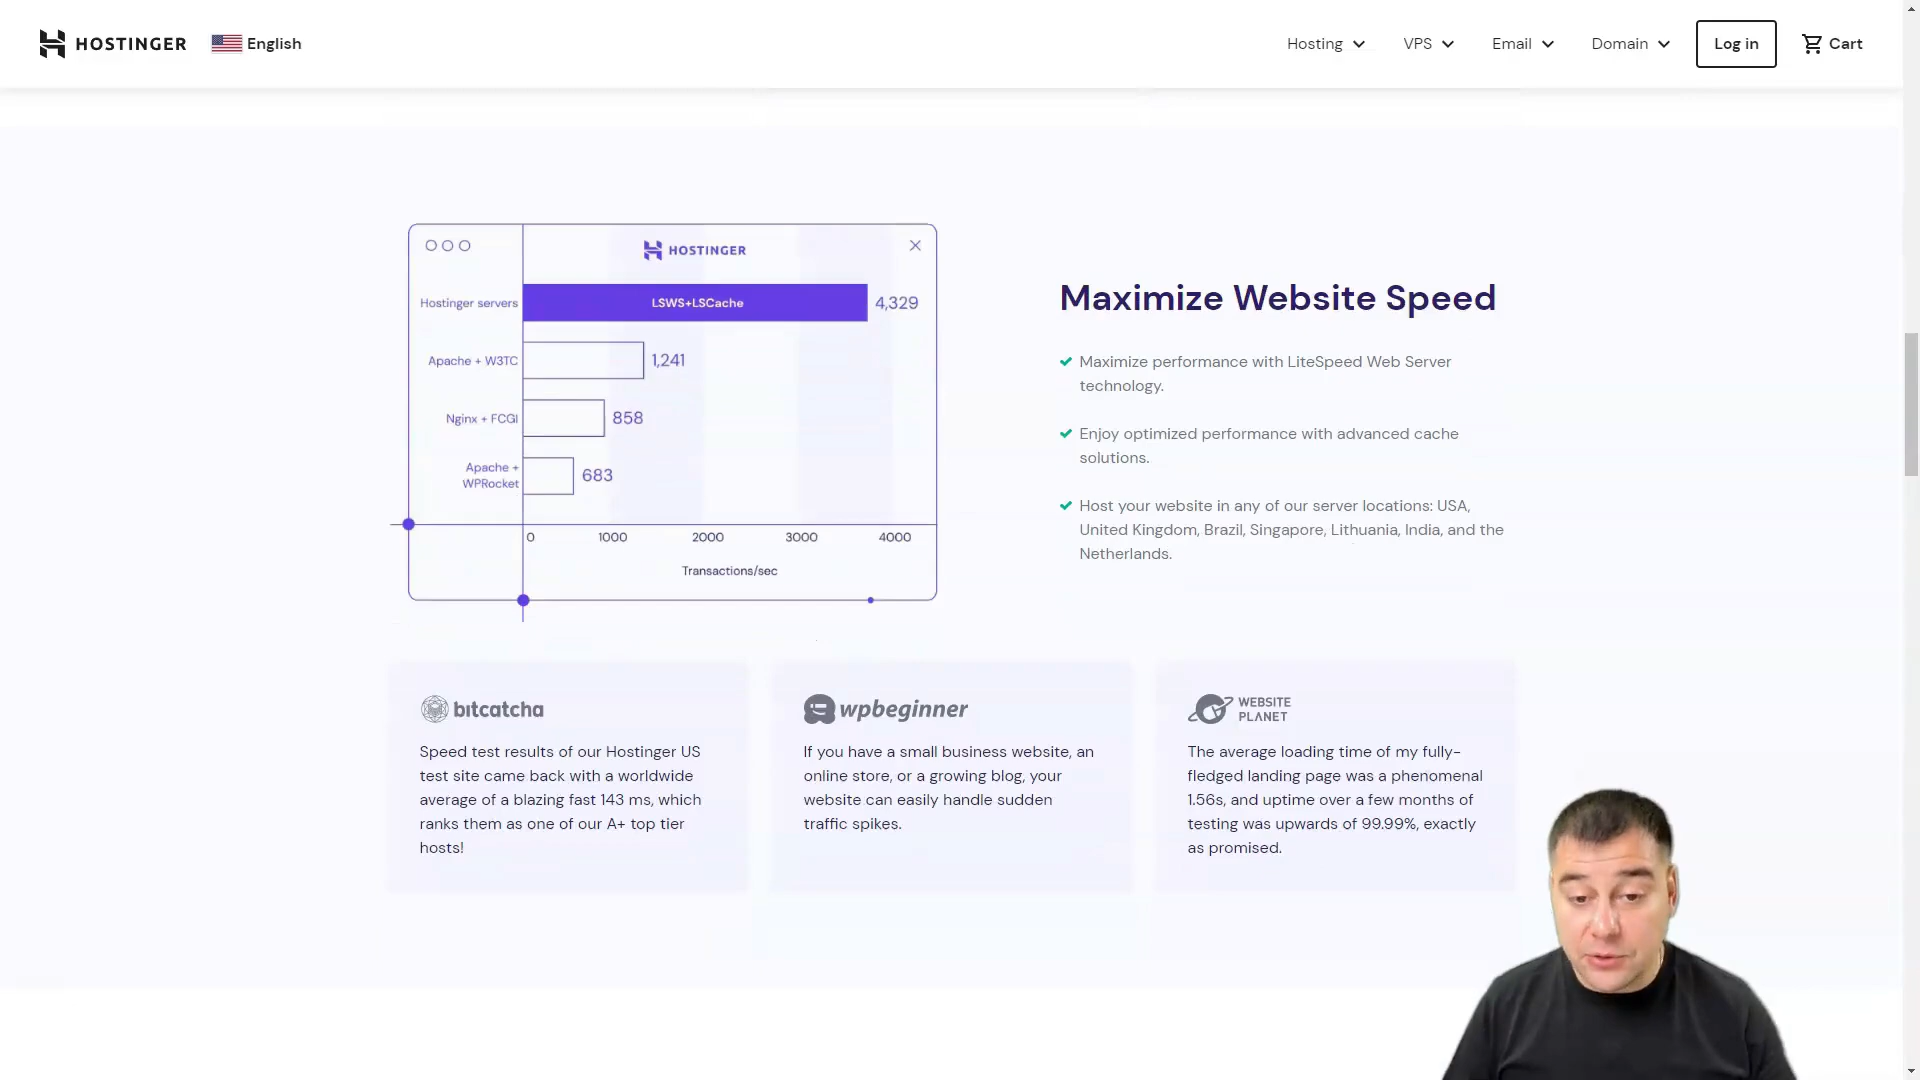 HOSTINGER
English
Hosting
VPS
Email
Domain
Log in
Cart
HOSTINGER
Hostinger servers
LSWS+LSCache
4,329
Apache + W3TC
1,241
Nginx + FCGI
858
Apache +
WPRocket
683
0
1000
2000
3000
4000
Transactions/sec
Maximize Website Speed
Maximize performance with LiteSpeed Web Server
technology.
Enjoy optimized performance with advanced cache
solutions.
Host your website in any of our server locations: USA,
United Kingdom, Brazil, Singapore, Lithuania, India, and the
Netherlands.
bitcatcha
Speed test results of our Hostinger US
test site came back with a worldwide
average of a blazing fast 143 ms, which
ranks them as one of our A+ top tier
hosts!
wpbeginner
If you have a small business website, an
online store, or a growing blog, your
website can easily handle sudden
traffic spikes.
WEBSITE
PLANET
The average loading time of my fully-
fledged landing page was a phenomenal
1.56s, and uptime over a few months of
testing was upwards of 99.99%, exactly
as promised.